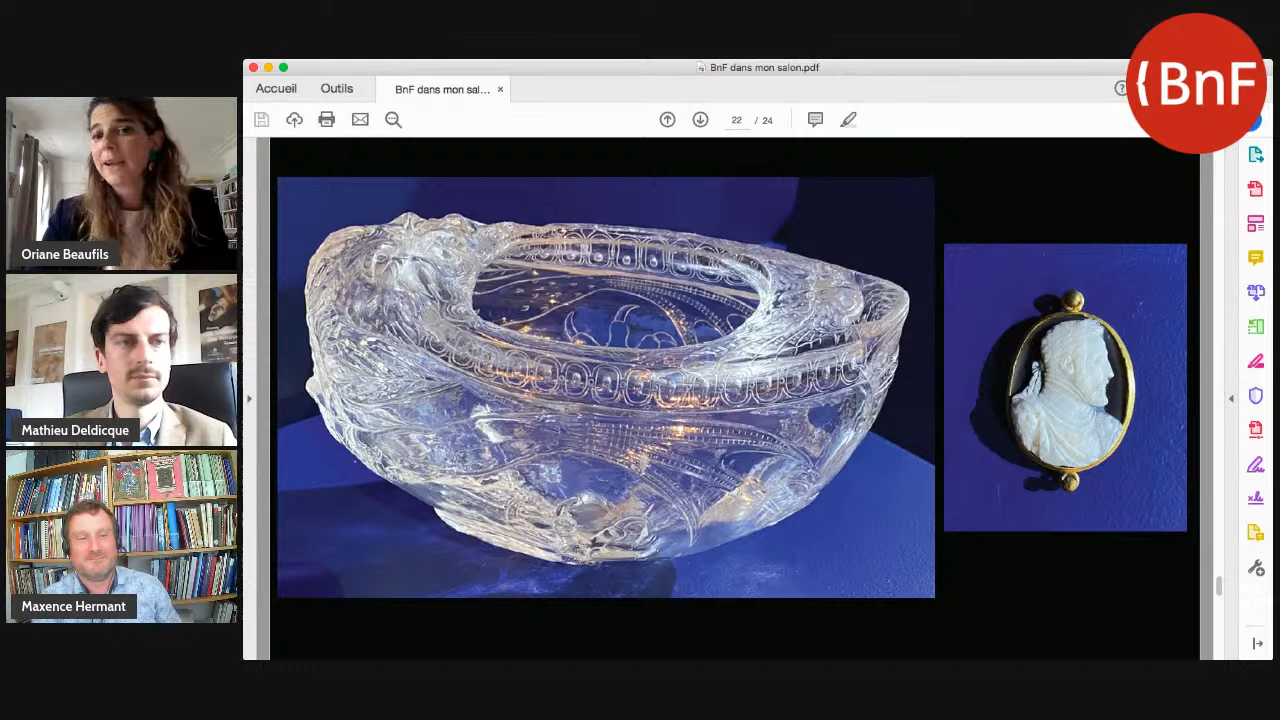 BnF dans mon salon.pdf
Accueil
Outils
BnF dans mon sal... ×
22 / 24
{BnF
Oriane Beaufils
Mathieu Deldicque
Maxence Hermant